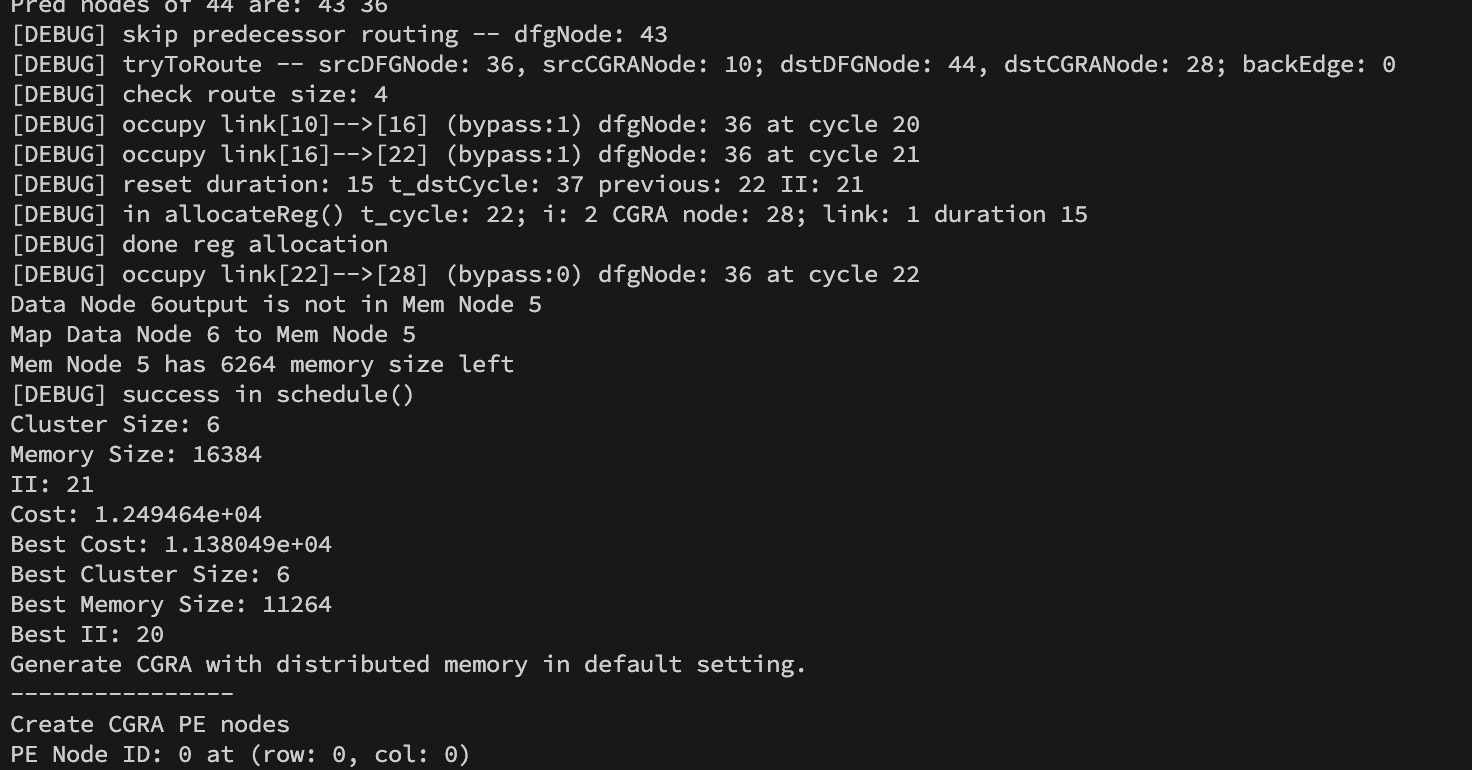 Pred nodes of 44 are: 43 36
[DEBUG] skip predecessor routing -- dfgNode: 43
[DEBUG] tryToRoute -- srcDFGNode: 36, srcCGRANode: 10; dstDFGNode: 44, dstCGRANode: 28; backEdge: 0
[DEBUG] check route size: 4
[DEBUG] occupy link[10]-->[16] (bypass:1) dfgNode: 36 at cycle 20
[DEBUG] occupy link[16]-->[22] (bypass:1) dfgNode: 36 at cycle 21
[DEBUG] reset duration: 15 t_dstCycle: 37 previous: 22 II: 21
[DEBUG] in allocateReg() t_cycle: 22; i: 2 CGRA node: 28; link: 1 duration 15
[DEBUG] done reg allocation
[DEBUG] occupy link[22]-->[28] (bypass:0) dfgNode: 36 at cycle 22
Data Node 6output is not in Mem Node 5
Map Data Node 6 to Mem Node 5
Mem Node 5 has 6264 memory size left
[DEBUG] success in schedule()
Cluster Size: 6
Memory Size: 16384
II: 21
Cost: 1.249464e+04
Best Cost: 1.138049e+04
Best Cluster Size: 6
Best Memory Size: 11264
Best II: 20
Generate CGRA with distributed memory in default setting.
----------------
Create CGRA PE nodes
PE Node ID: 0 at (row: 0, col: 0)